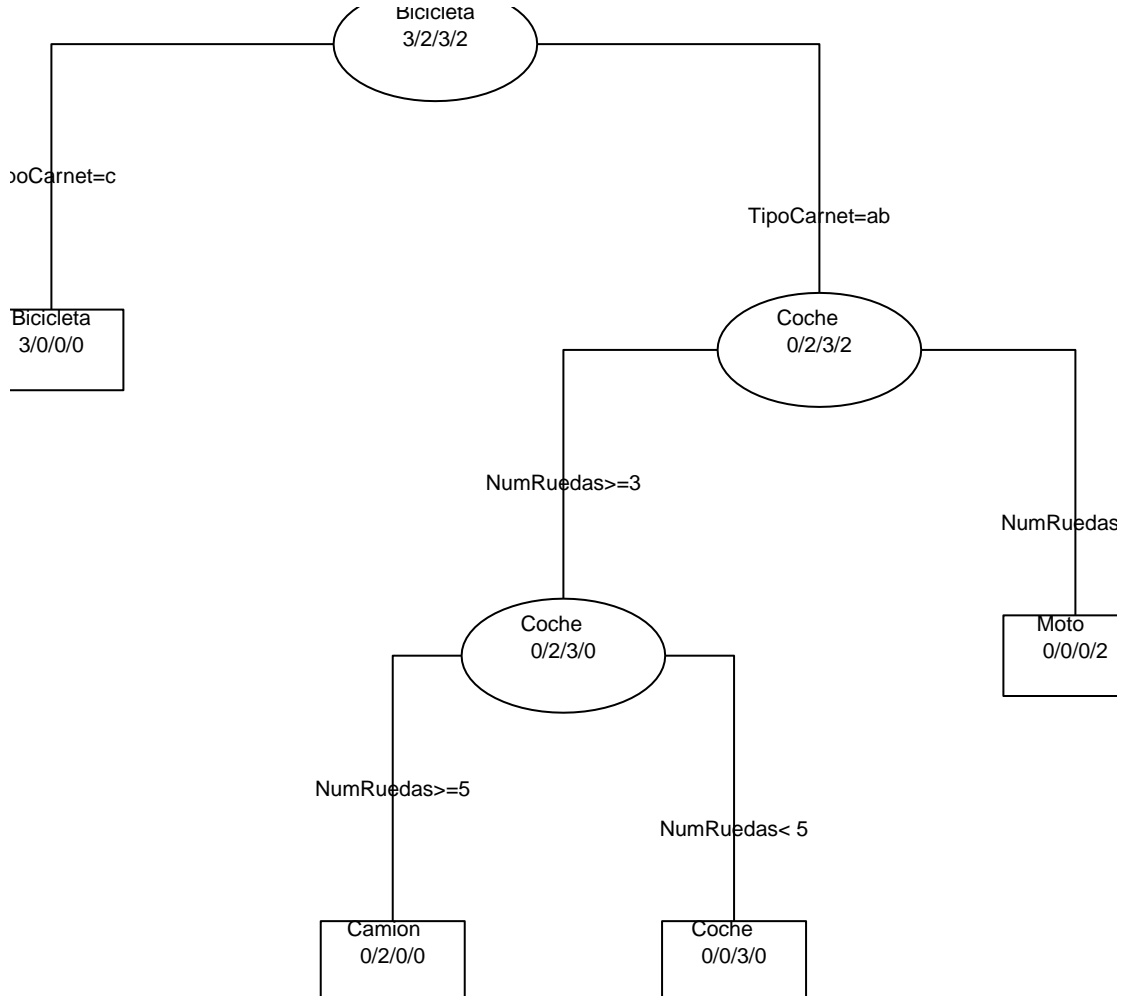 Bicicleta
3/2/3/2
ooCarnet=c
TipoCarnet=ab
Bicicleta
3/0/0/0
Coche
0/2/3/2
NumRuedas>=3
NumRuedas
Coche
0/2/3/0
Moto
0/0/0/2
NumRuedas>=5
NumRuedas< 5
Camion
0/2/0/0
Coche
0/0/3/0